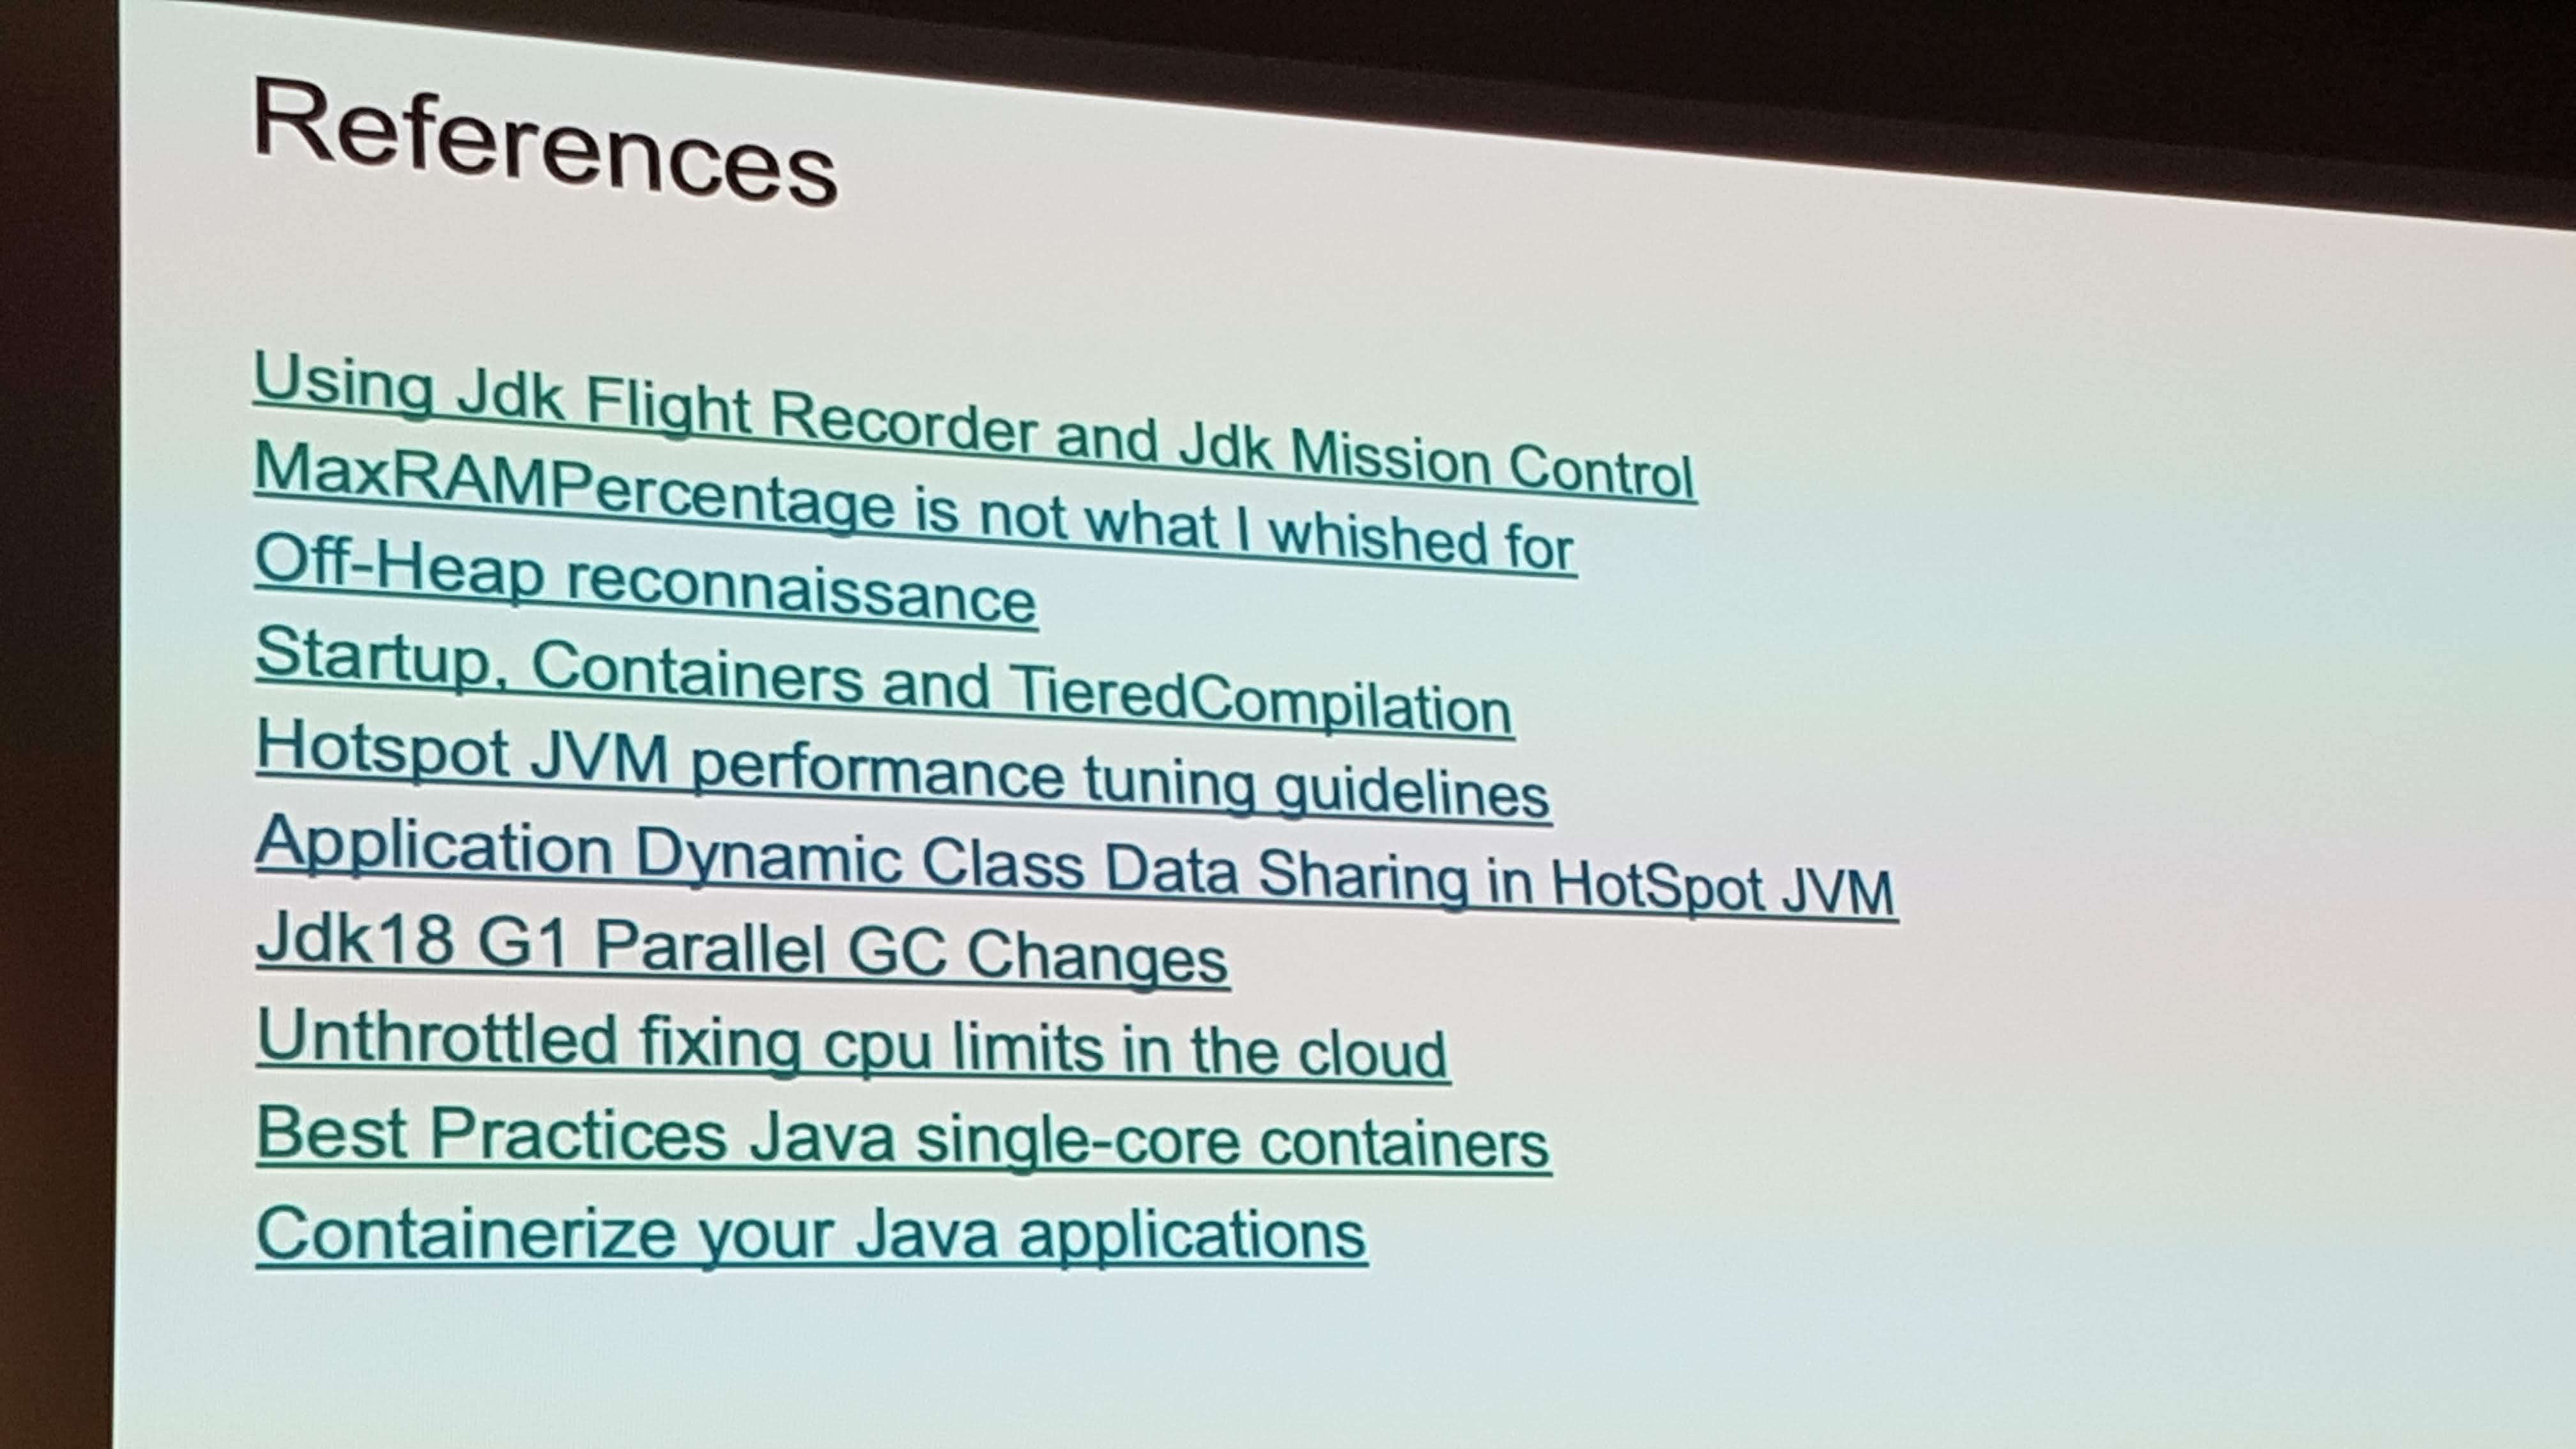 References
Using Jdk Flight Recorder and Jdk Mission Control
MaxRAMPercentage is not what I whished for
Off-Heap reconnaissance
Startup, Containers and TieredCompilation
Hotspot JVM performance tuning guidelines
Application Dynamic Class Data Sharing in HotSpot JVM
Jdk18 G1 Parallel GC Changes
Unthrottled fixing cpu limits in the cloud
Best Practices Java single-core containers
Containerize your Java applications